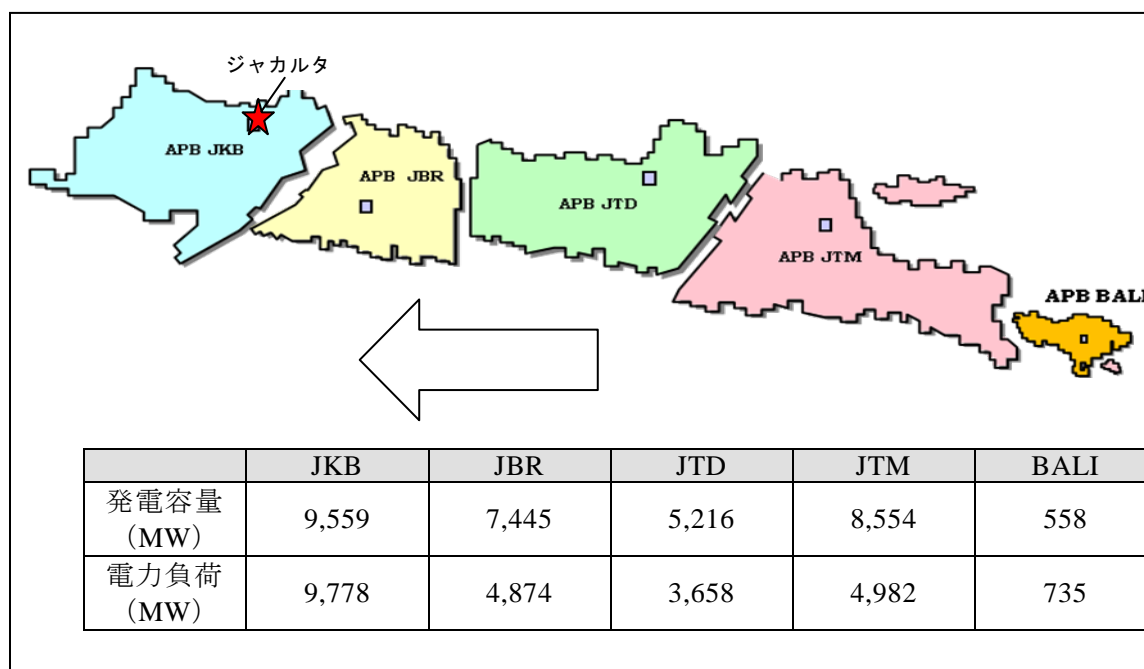 ジャカルタ
APB JKB
APB JBR
APB JTD
APB JTM
APB BALI
JKB JBR JTD JTM BALI
発電容量
(MW) 9,559 7,445 5,216 8,554 558
電力負荷
(MW) 9,778 4,874 3,658 4,982 735